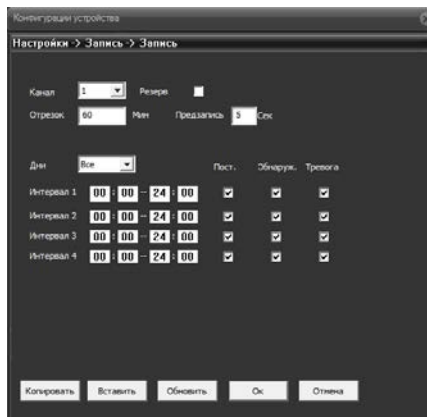 Конфигурации устройства
Настройки -> Запись -> Запись
Канал 1 Резерв
Отрезок 60 Мин Предзапись 5 Сек
Дни Все Пост. Обнаруж. Тревога
Интервал 1 00 : 00 -- 24 : 00
Интервал 2 00 : 00 -- 24 : 00
Интервал 3 00 : 00 -- 24 : 00
Интервал 4 00 : 00 -- 24 : 00
Копировать Вставить Обновить Ок Отмена